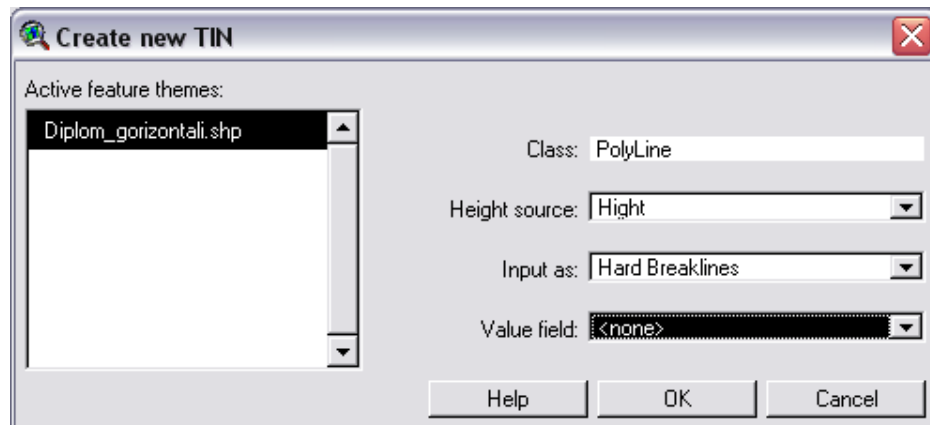 Create new TIN
Active feature themes:
Diplom_gorizontali.shp
Class: PolyLine
Height source: Hight
Input as: Hard Breaklines
Value field: <none>
Help OK Cancel